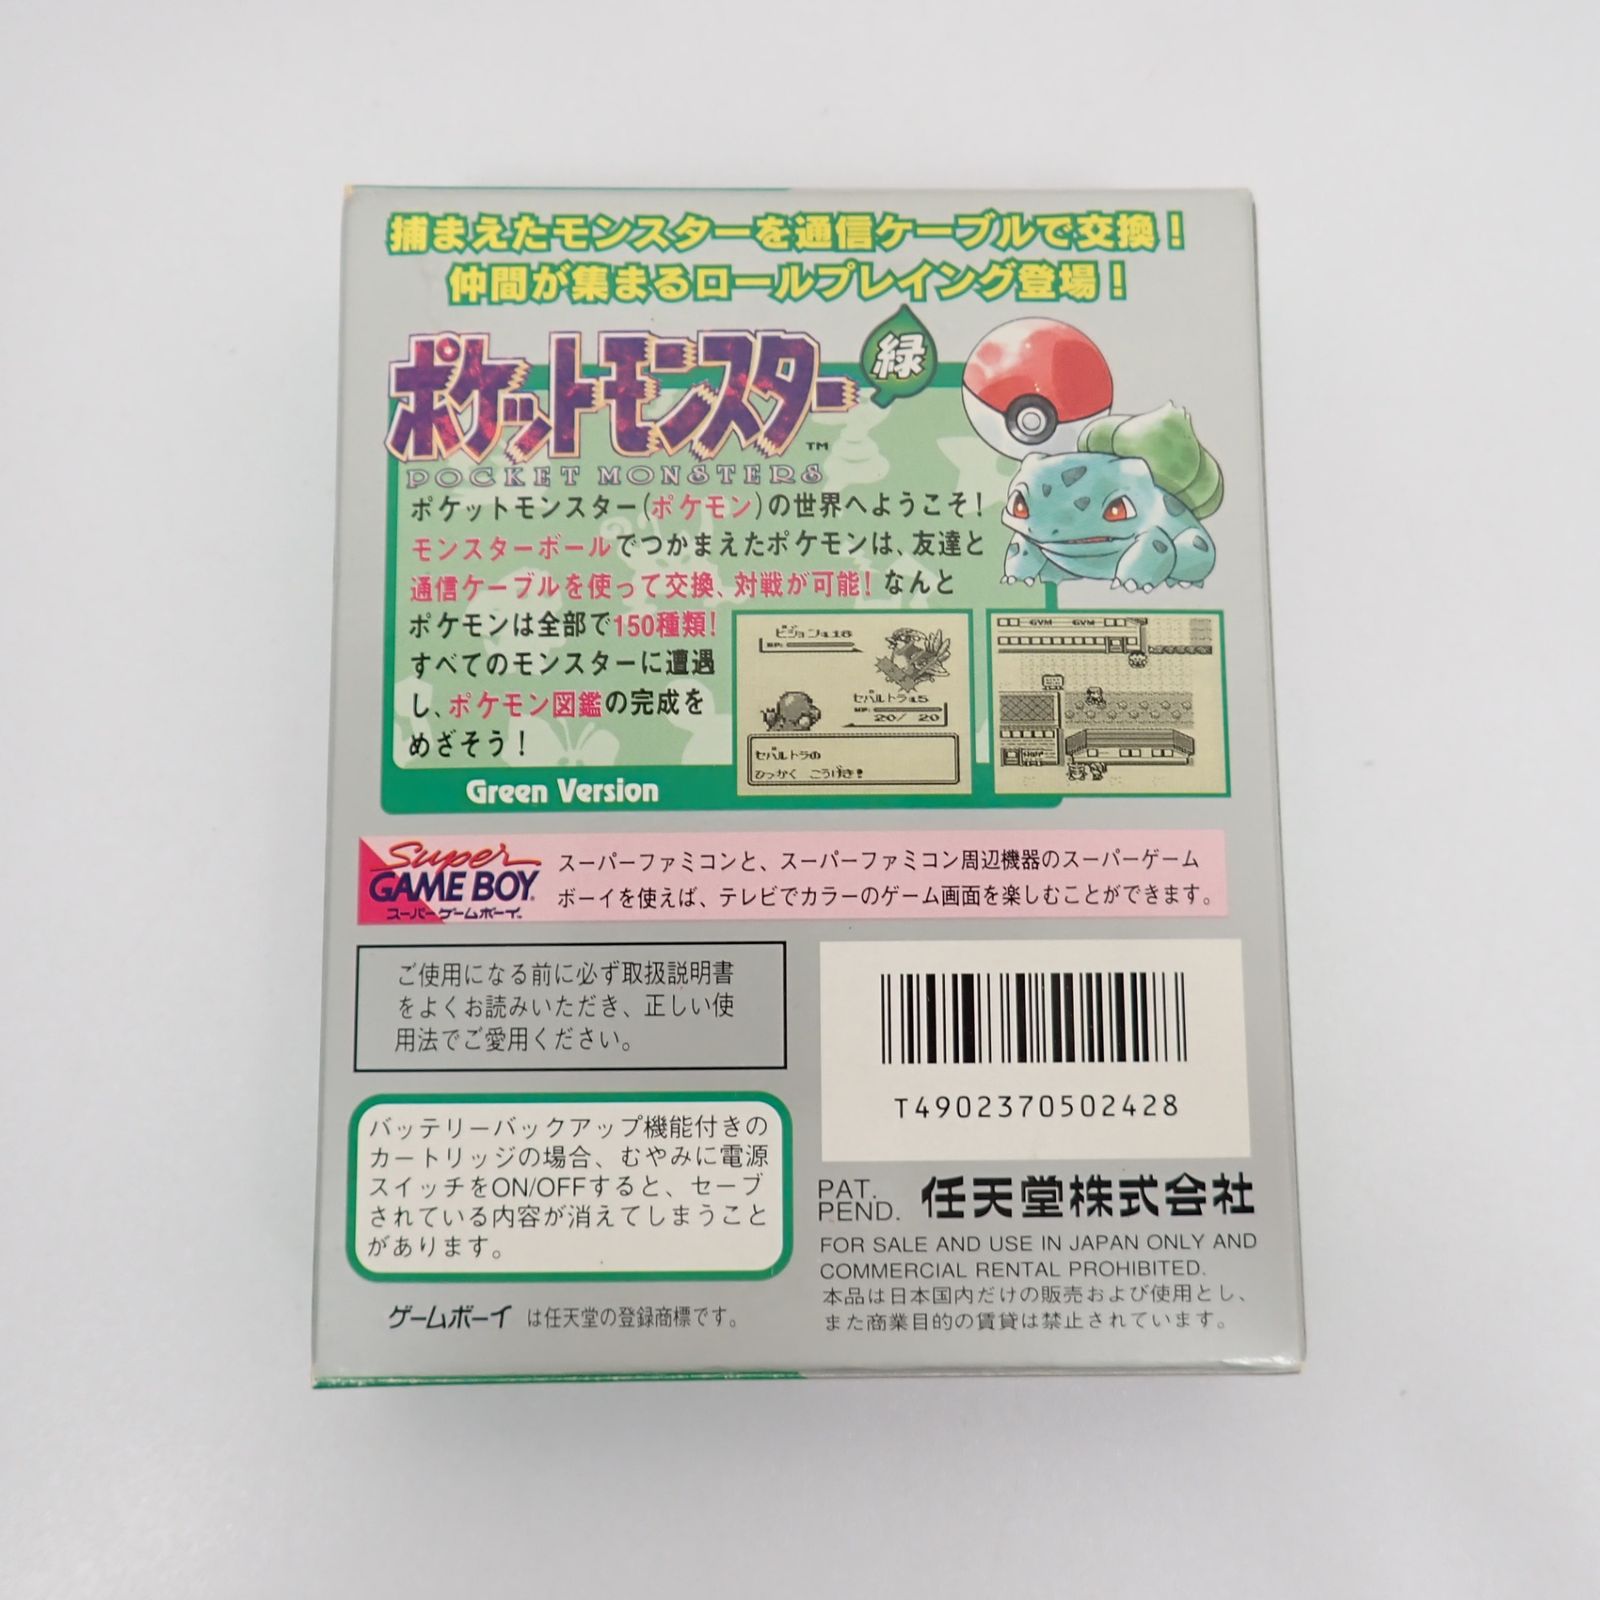 捕まえたモンスターを通信ケーブルで交換！
仲間が集まるロールプレイング登場！
ポケットモンスター 緑
TM
POCKET MONSTERS
ポケットモンスター(ポケモン)の世界へようこそ！
モンスターボールでつかまえたポケモンは、友達と
通信ケーブルを使って交換、対戦が可能！なんと
ポケモンは全部で150種類！
すべてのモンスターに遭遇
し、ポケモン図鑑の完成を
めざそう！
Green Version
HP:
20/ 20
ひっかく こうげき！
GYM GYM
Super
GAME BOY
スーパーゲームボーイ
スーパーファミコンと、スーパーファミコン周辺機器のスーパーゲーム
ボーイを使えば、テレビでカラーのゲーム画面を楽しむことができます。
ご使用になる前に必ず取扱説明書
をよくお読みいただき、正しい使
用法でご愛用ください。
T4902370502428
バッテリーバックアップ機能付きの
カートリッジの場合、むやみに電源
スイッチをON/OFFすると、セーブ
されている内容が消えてしまうこと
があります。
PAT.
PEND.
任天堂株式会社
FOR SALE AND USE IN JAPAN ONLY AND
COMMERCIAL RENTAL PROHIBITED.
本品は日本国内だけの販売および使用とし、
また商業目的の賃貸は禁止されています。
ゲームボーイ は任天堂の登録商標です。